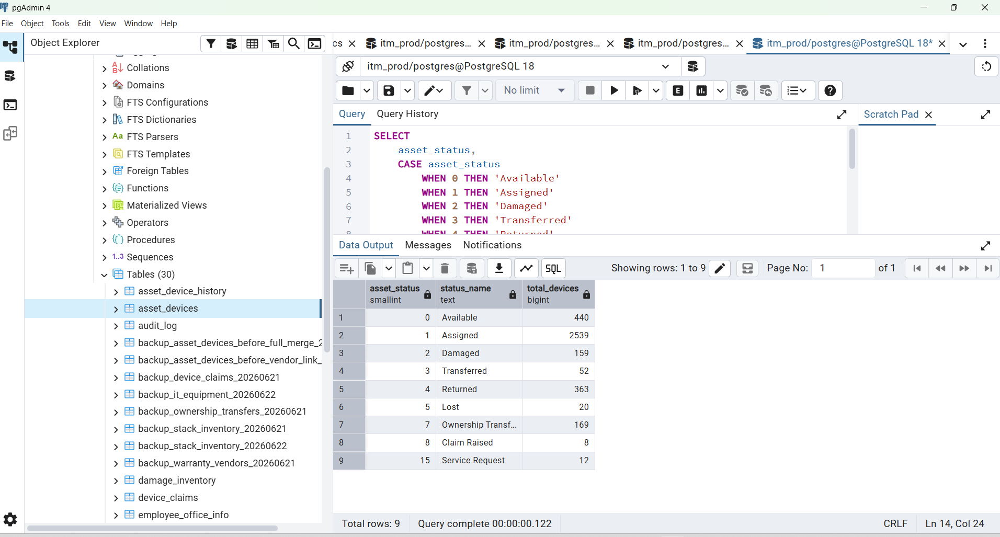 pgAdmin 4
File Object Tools Edit View Window Help
Object Explorer
Collations
Domains
FTS Configurations
FTS Dictionaries
Aa FTS Parsers
FTS Templates
Foreign Tables
Functions
Materialized Views
Operators
Procedures
1..3 Sequences
Tables (30)
asset_device_history
asset_devices
audit_log
backup_asset_devices_before_full_merge_2
backup_asset_devices_before_vendor_link_
backup_device_claims_20260621
backup_it_equipment_20260622
backup_ownership_transfers_20260621
backup_stack_inventory_20260621
backup_stack_inventory_20260622
backup_warranty_vendors_20260621
damage_inventory
device_claims
employee_office_info
cs itm_prod/postgres... itm_prod/postgres... itm_prod/postgres... itm_prod/postgres@PostgreSQL 18*
itm_prod/postgres@PostgreSQL 18
No limit E
Query Query History Scratch Pad
1 SELECT
2 asset_status,
3 CASE asset_status
4 WHEN 0 THEN 'Available'
5 WHEN 1 THEN 'Assigned'
6 WHEN 2 THEN 'Damaged'
7 WHEN 3 THEN 'Transferred'
8 WHEN 4 THEN 'Returned'
Data Output Messages Notifications
SQL Showing rows: 1 to 9 Page No: 1 of 1
asset_status status_name total_devices
smallint text bigint
1 0 Available 440
2 1 Assigned 2539
3 2 Damaged 159
4 3 Transferred 52
5 4 Returned 363
6 5 Lost 20
7 7 Ownership Transf... 169
8 8 Claim Raised 8
9 15 Service Request 12
Total rows: 9 Query complete 00:00:00.122 CRLF Ln 14, Col 24